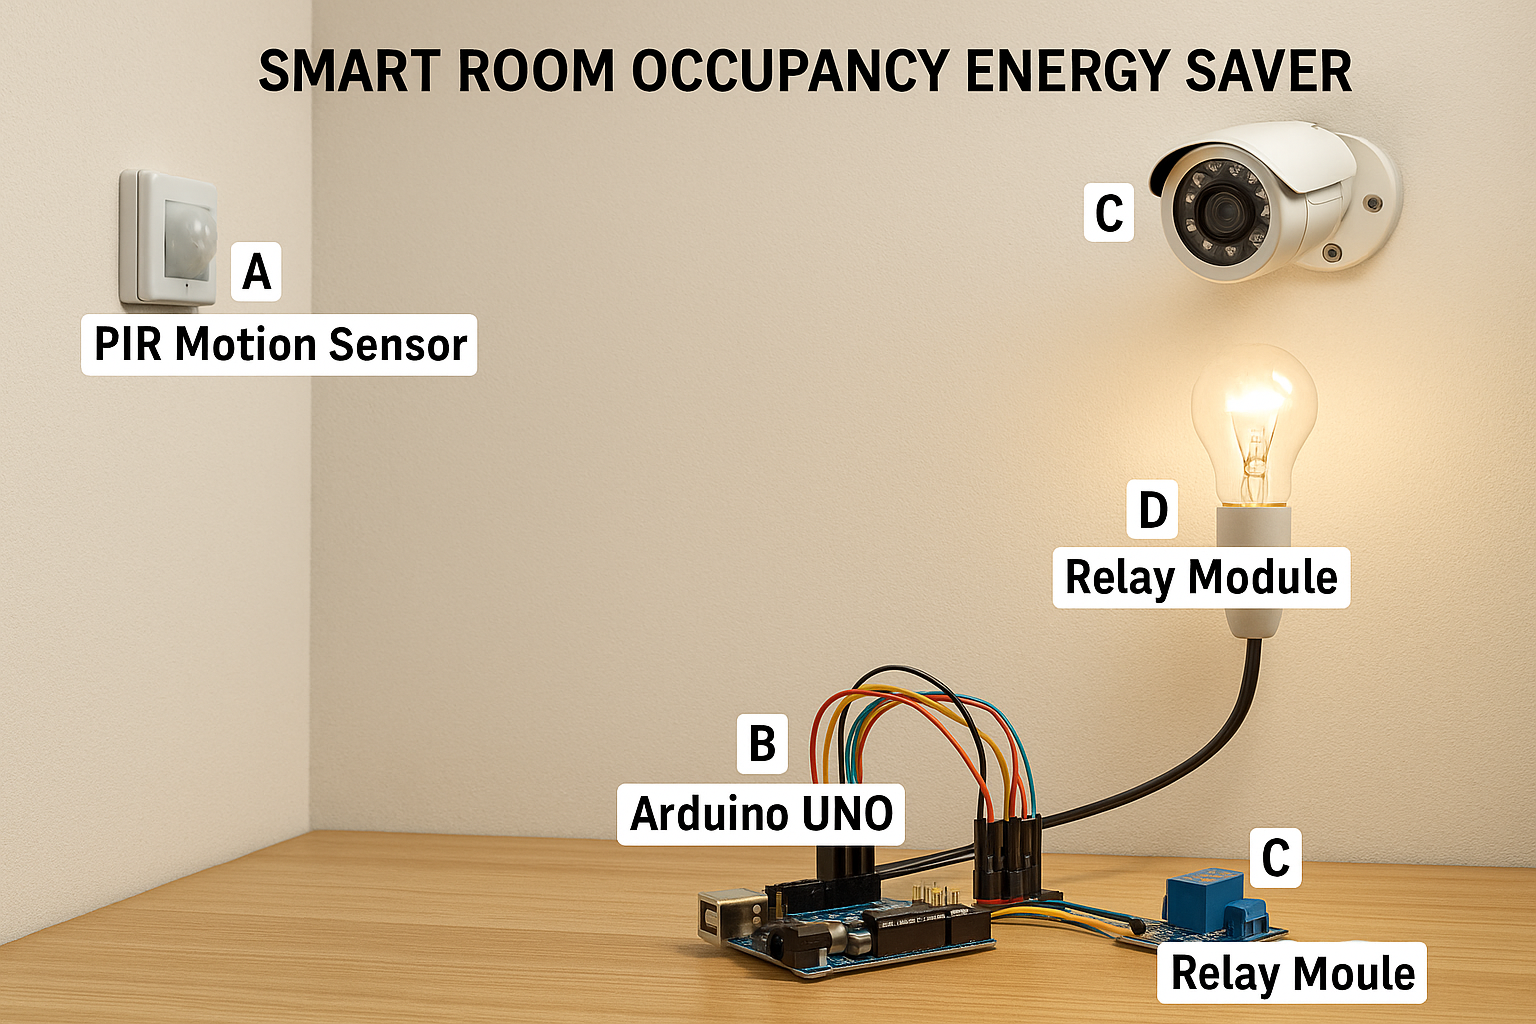 SMART ROOM OCCUPANCY ENERGY SAVER
C
A
PIR Motion Sensor
D
Relay Module
B
Arduino UNO
C
Relay Moule